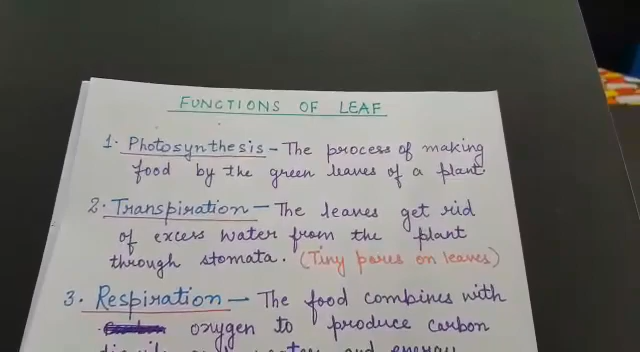 FUNCTIONS OF LEAF
1. Photosynthesis - The process of making
food by the green leaves of a plant.
2. Transpiration - The leaves get rid
of excess water from the plant
through stomata. (Tiny pores on leaves)
3. Respiration - The food combines with
oxygen to produce carbon
and energy